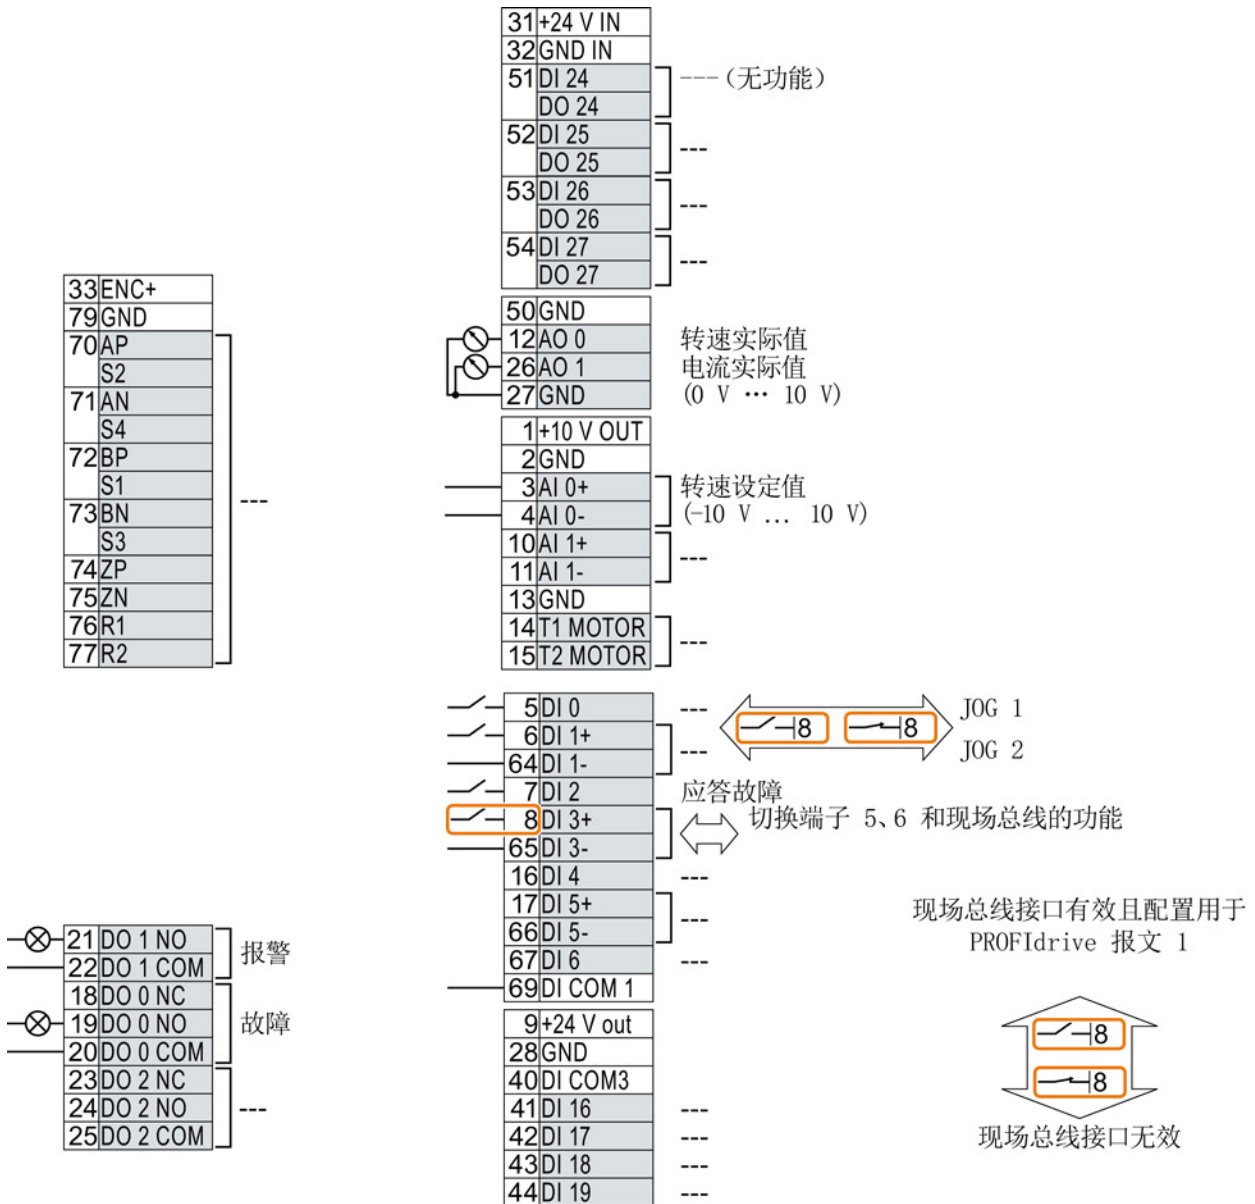 31 +24 V IN
32 GND IN
51 DI 24 --- (无功能)
DO 24
52 DI 25
DO 25
---
53 DI 26
DO 26
---
54 DI 27
DO 27
---
50 GND
12 AO 0 转速实际值
26 AO 1 电流实际值
27 GND (0 V ··· 10 V)
1 +10 V OUT
2 GND
3 AI 0+ 转速设定值
4 AI 0- (-10 V ... 10 V)
10 AI 1+
11 AI 1-
---
13 GND
14 T1 MOTOR
15 T2 MOTOR
---
33 ENC+
79 GND
70 AP
S2
71 AN
S4
72 BP
S1
73 BN
S3
74 ZP
75 ZN
76 R1
77 R2
---
5 DI 0 --- 8 8 JOG 1
6 DI 1+
64 DI 1-
--- JOG 2
7 DI 2 应答故障
8 DI 3+ 切换端子 5、6 和现场总线的功能
65 DI 3-
16 DI 4 ---
17 DI 5+
66 DI 5-
---
67 DI 6 ---
69 DI COM 1
9 +24 V out
28 GND
40 DI COM3
41 DI 16 ---
42 DI 17 ---
43 DI 18 ---
44 DI 19 ---
21 DO 1 NO 报警
22 DO 1 COM
18 DO 0 NC
19 DO 0 NO 故障
20 DO 0 COM
23 DO 2 NC
24 DO 2 NO ---
25 DO 2 COM
现场总线接口有效且配置用于
PROFIdrive 报文 1
8
8
现场总线接口无效